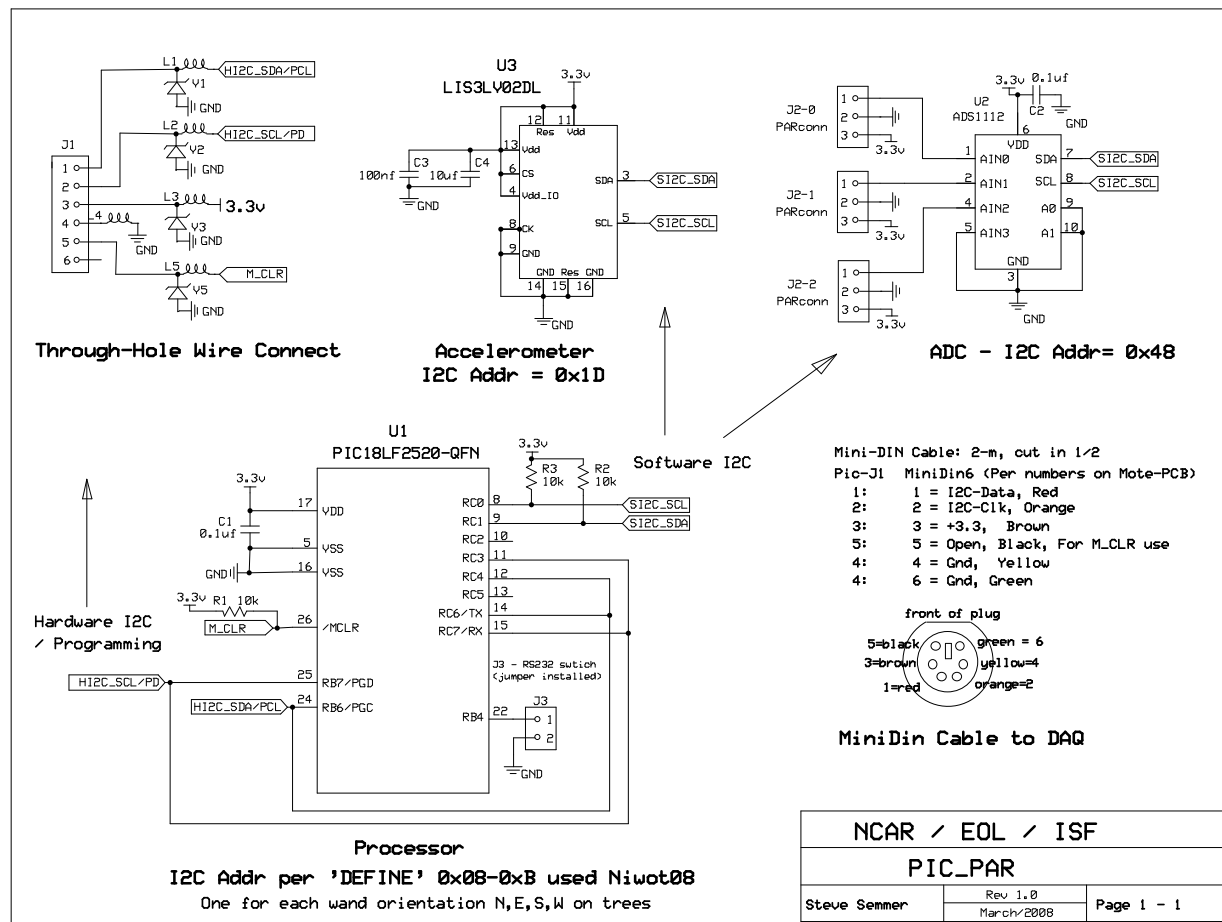 L1
HI2C_SDA/PCL
V1
GND
L2
HI2C_SCL/PD
V2
GND
J1
1
2
3
4
5
6
L3
3.3v
V3
GND
L4
GND
L5
M_CLR
V5
GND
Through-Hole Wire Connect
U3
LIS3LV02DL
3.3v
12
11
Res
Vdd
13
Vdd
C3
100nf
C4
10uf
GND
6
CS
4
Vdd_IO
SDA
3
SI2C_SDA
8
CK
SCL
5
SI2C_SCL
9
GND
GND Res GND
14
15
16
GND
Accelerometer
I2C Addr = 0x1D
3.3v
0.1uf
C2
GND
U2
ADS1112
J2-0
PARconn
1
2
3
3.3v
J2-1
PARconn
1
2
3
3.3v
J2-2
PARconn
1
2
3
3.3v
6
VDD
1
AIN0
SDA
7
SI2C_SDA
2
AIN1
SCL
8
SI2C_SCL
4
AIN2
A0
9
5
AIN3
A1
10
GND
3
GND
ADC - I2C Addr= 0x48
Software I2C
Hardware I2C
/ Programming
U1
PIC18LF2520-QFN
3.3v
17
VDD
C1
0.1uf
5
VSS
GND
16
VSS
3.3v
R1 10k
M_CLR
26
/MCLR
HI2C_SCL/PD
25
RB7/PGD
HI2C_SDA/PCL
24
RB6/PGC
3.3v
R3
10k
R2
10k
RC0
8
SI2C_SCL
RC1
9
SI2C_SDA
RC2
10
RC3
11
RC4
12
RC5
13
RC6/TX
14
RC7/RX
15
J3 - RS232 swtich
(jumper installed)
J3
RB4
22
1
2
GND
Processor
I2C Addr per 'DEFINE' 0x08-0xB used Niwot08
One for each wand orientation N,E,S,W on trees
Mini-DIN Cable: 2-m, cut in 1/2
Pic-J1 MiniDin6 (Per numbers on Mote-PCB)
1: 1 = I2C-Data, Red
2: 2 = I2C-Clk, Orange
3: 3 = +3.3, Brown
5: 5 = Open, Black, For M_CLR use
4: 4 = Gnd, Yellow
4: 6 = Gnd, Green
front of plug
5=black
green = 6
3=brown
yellow=4
1=red
orange=2
MiniDin Cable to DAQ
NCAR / EOL / ISF
PIC_PAR
Steve Semmer
Rev 1.0
March/2008
Page 1 - 1